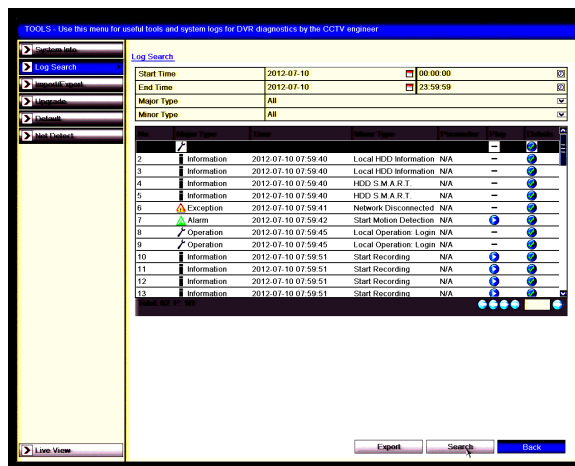 TOOLS - Use this menu for useful tools and system logs for DVR diagnostics by the CCTV engineer
System Info
Log Search
Import/Export
Upgrade
Default
Net Detect
Live View
Log Search
Start Time 2012-07-10 00:00:00
End Time 2012-07-10 23:59:59
Major Type All
Minor Type All
No. Major Type Time Minor Type Parameter Play Details
–
2 Information 2012-07-10 07:59:40 Local HDD Information N/A –
3 Information 2012-07-10 07:59:40 Local HDD Information N/A –
4 Information 2012-07-10 07:59:40 HDD S.M.A.R.T. N/A –
5 Information 2012-07-10 07:59:40 HDD S.M.A.R.T. N/A –
6 Exception 2012-07-10 07:59:41 Network Disconnected N/A –
7 Alarm 2012-07-10 07:59:42 Start Motion Detection N/A
8 Operation 2012-07-10 07:59:45 Local Operation: Login N/A –
9 Operation 2012-07-10 07:59:45 Local Operation: Login N/A –
10 Information 2012-07-10 07:59:51 Start Recording N/A
11 Information 2012-07-10 07:59:51 Start Recording N/A
12 Information 2012-07-10 07:59:51 Start Recording N/A
13 Information 2012-07-10 07:59:51 Start Recording N/A
Export Search Back